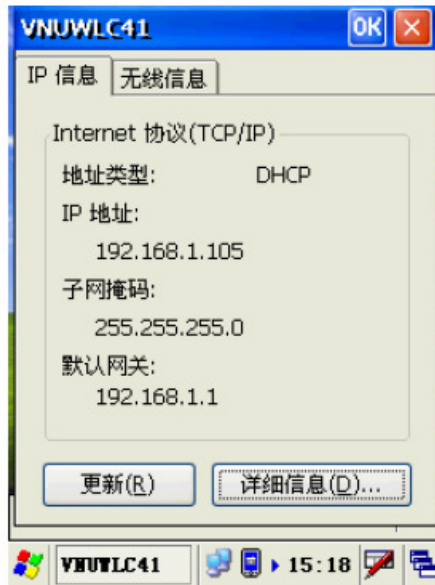 VNUWLC41 OK
IP 信息 无线信息
Internet 协议(TCP/IP)
地址类型: DHCP
IP 地址:
192.168.1.105
子网掩码:
255.255.255.0
默认网关:
192.168.1.1
更新(R) 详细信息(D)...
VNUWLC41 15:18